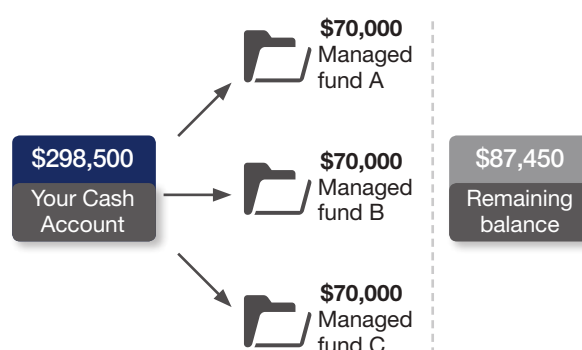 $70,000
Managed
fund A
$298,500
Your Cash
Account
$70,000
Managed
fund B
$87,450
Remaining
balance
$70,000
Managed
fund C